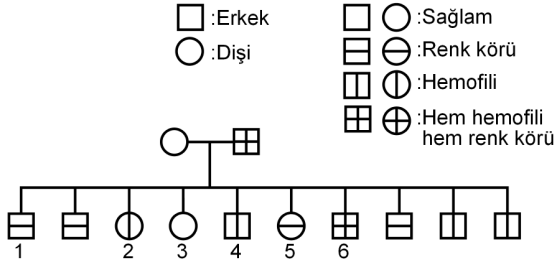 :Erkek
:Dişi
:Sağlam
:Renk körü
:Hemofili
:Hem hemofili
hem renk körü
1 2 3 4 5 6